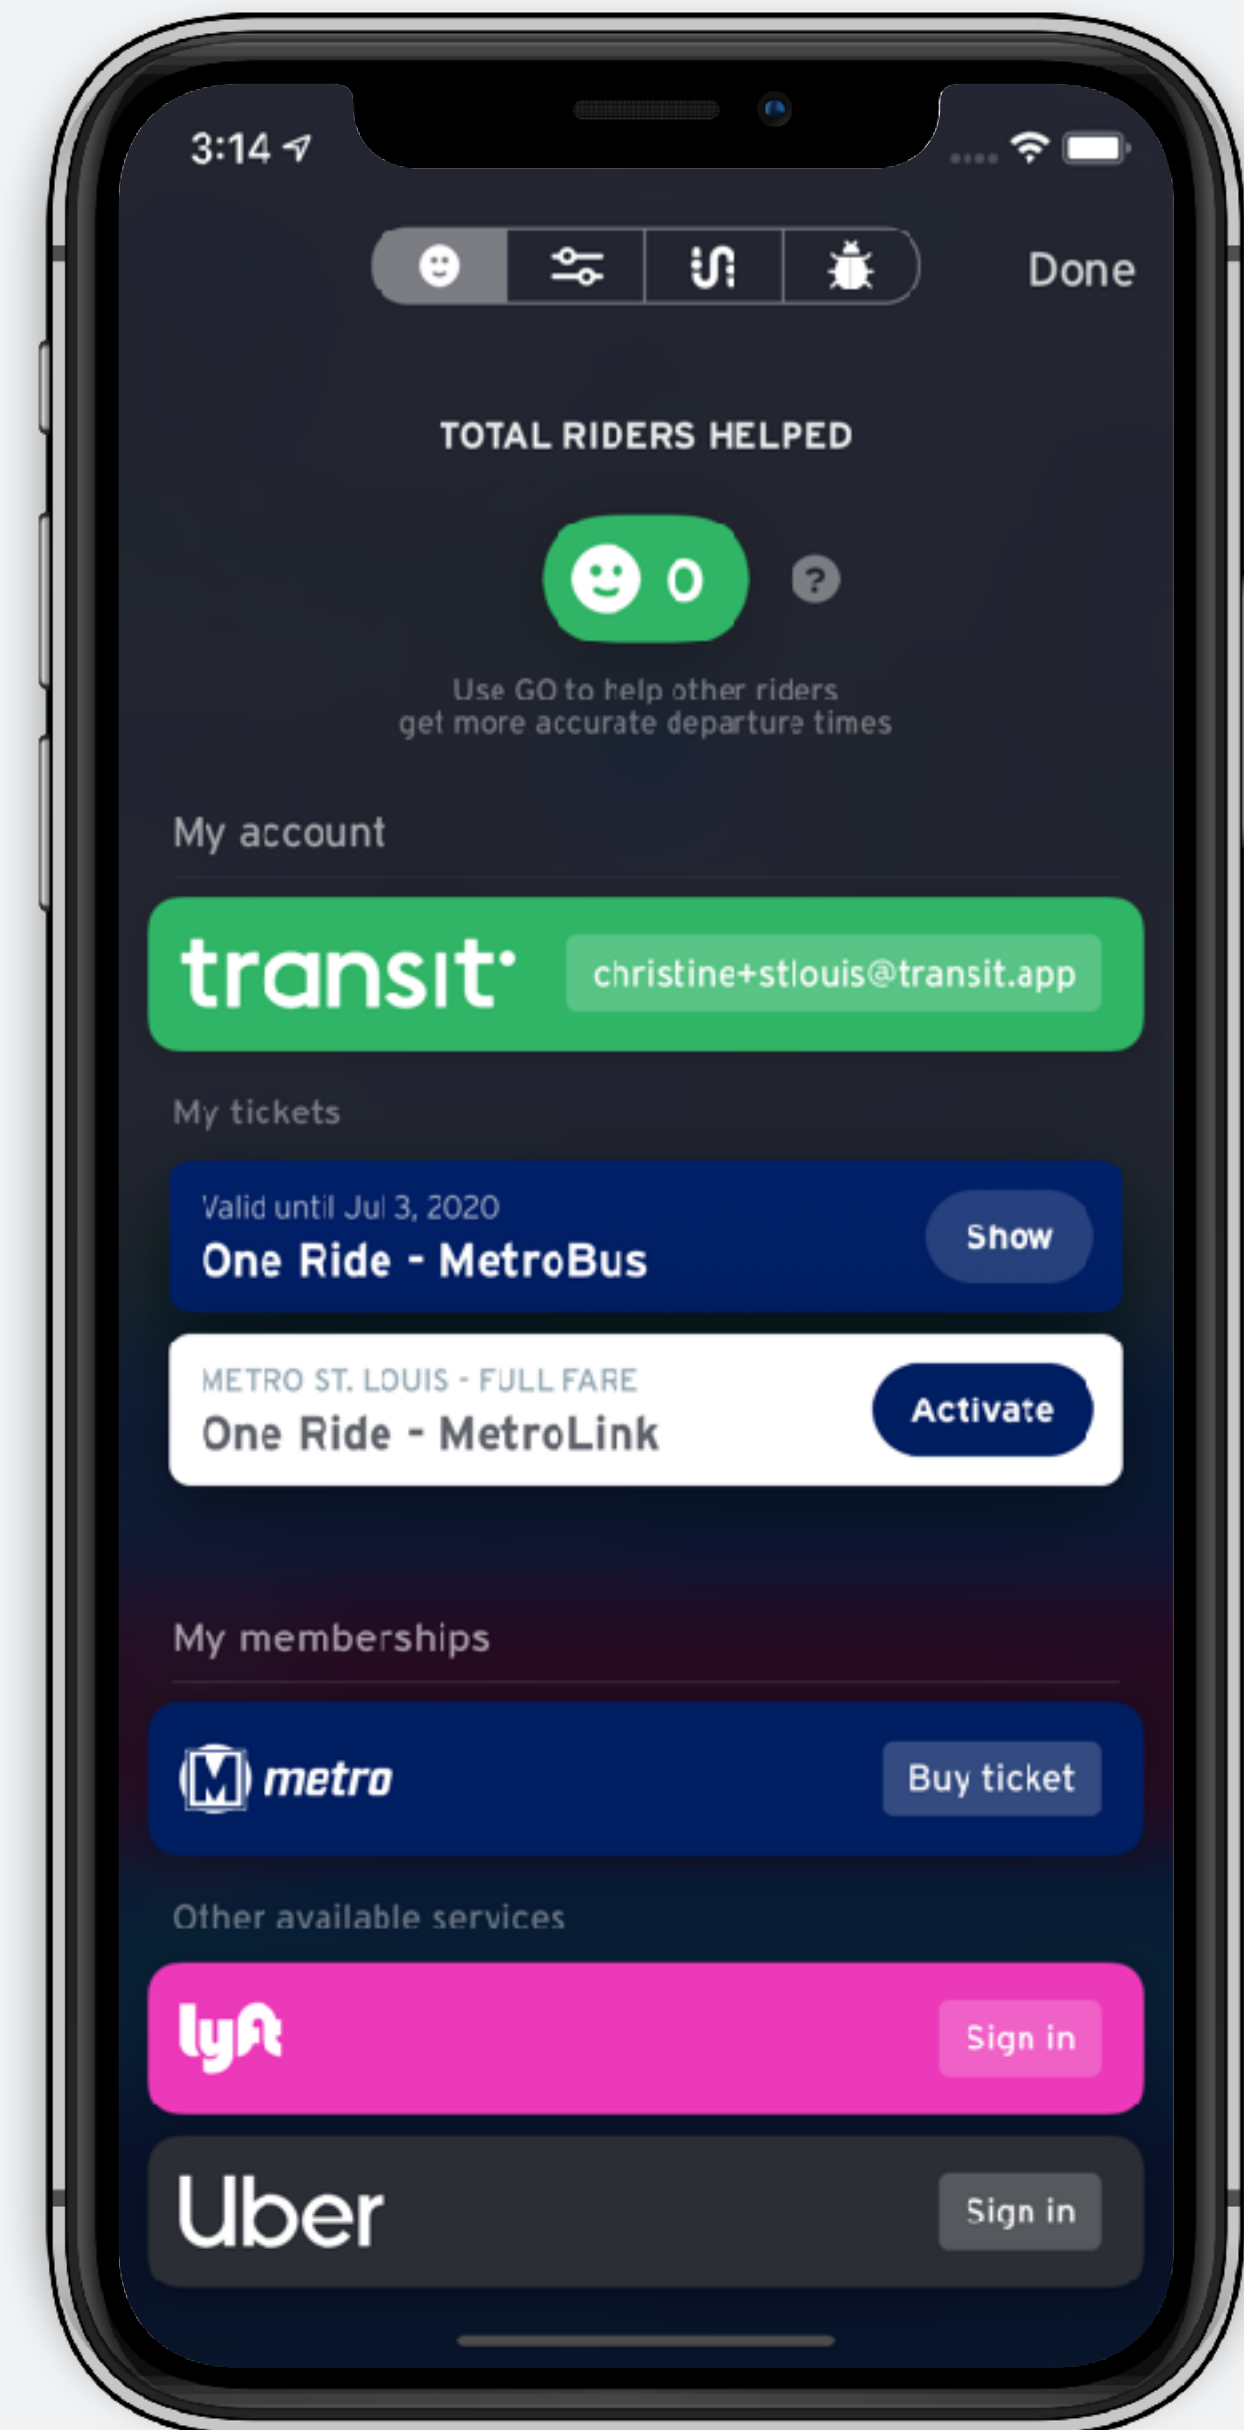 3:14
Done
TOTAL RIDERS HELPED
0
?
Use GO to help other riders
get more accurate departure times
My account
transit
christine+stlouis@transit.app
My tickets
Valid until Jul 3, 2020
One Ride - MetroBus
Show
METRO ST. LOUIS - FULL FARE
One Ride - MetroLink
Activate
My memberships
M metro
Buy ticket
Other available services
lyft
Sign in
Uber
Sign in